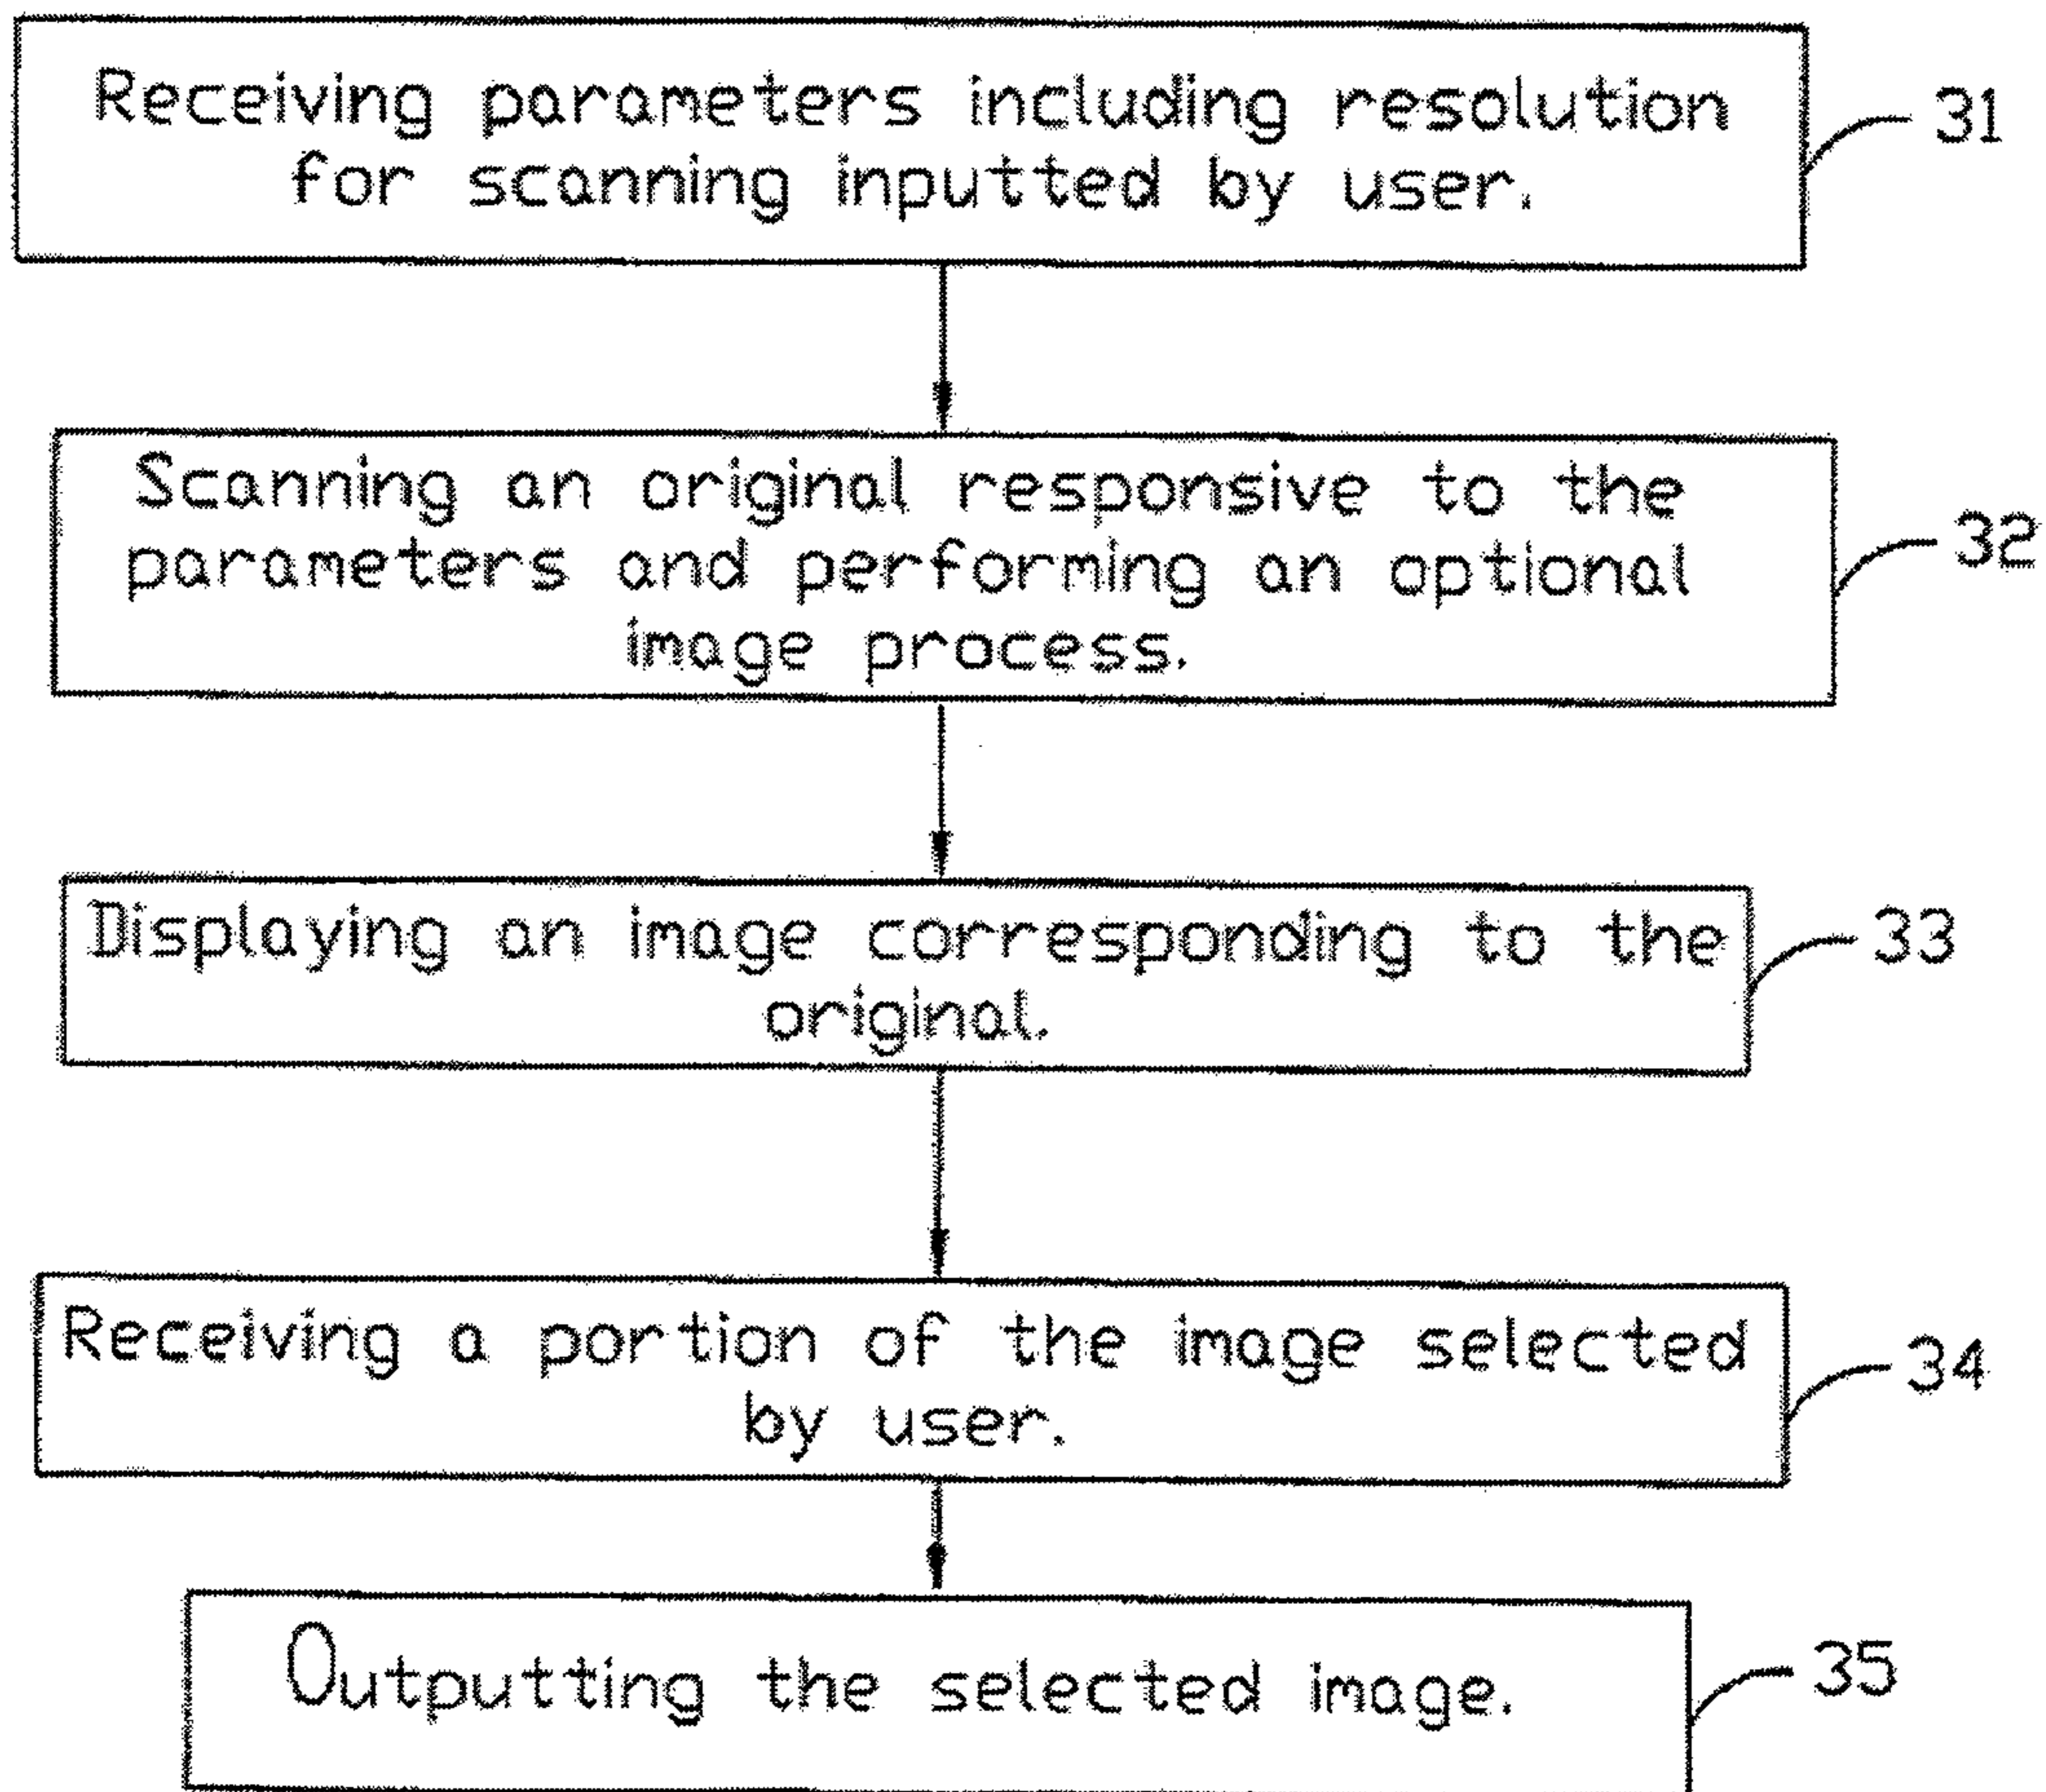 Receiving parameters including resolution
for scanning inputted by user.
31
Scanning an original responsive to the
parameters and performing an optional
image process.
32
Displaying an image corresponding to the
original.
33
Receiving a portion of the image selected
by user.
34
Outputting the selected image.
35